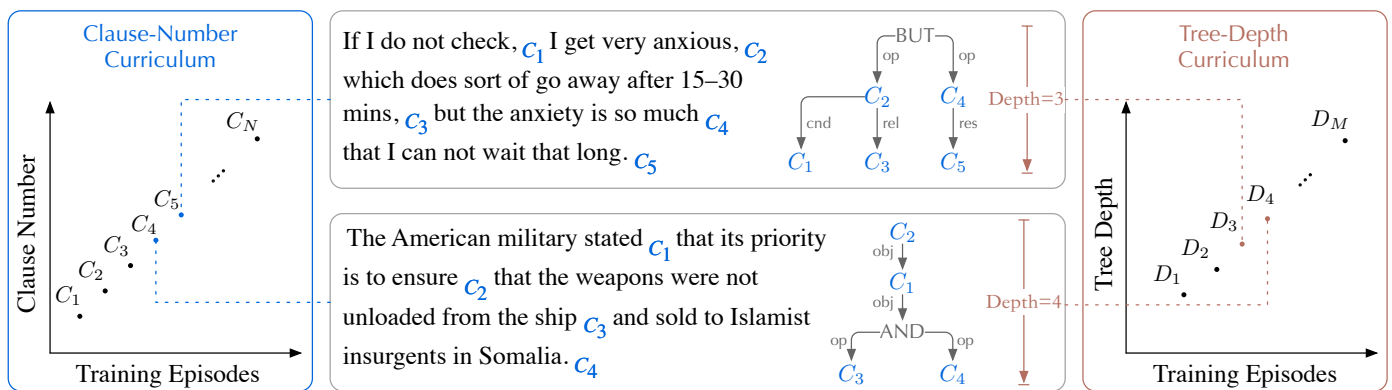 Clause-Number
Curriculum
Clause Number
C₁
C₂
C₃
C₄
C₅
C_N
Training Episodes
If I do not check, C₁ I get very anxious, C₂
which does sort of go away after 15–30
mins, C₃ but the anxiety is so much C₄
that I can not wait that long. C₅
BUT
op op
C₂ C₄
cnd rel res
C₁ C₃ C₅
Depth=3
The American military stated C₁ that its priority
is to ensure C₂ that the weapons were not
unloaded from the ship C₃ and sold to Islamist
insurgents in Somalia. C₄
C₂
obj
C₁
obj
AND
op op
C₃ C₄
Depth=4
Tree-Depth
Curriculum
Tree Depth
D₁
D₂
D₃
D₄
D_M
Training Episodes